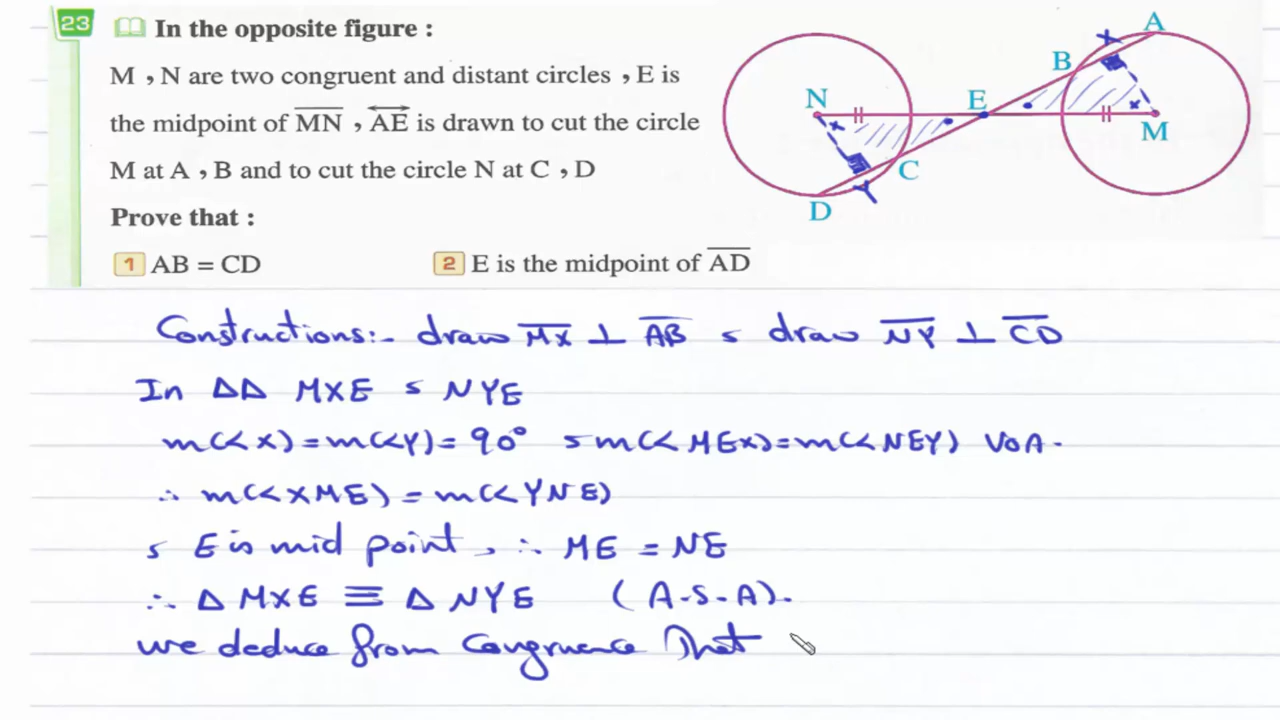 23 In the opposite figure :
M , N are two congruent and distant circles , E is
the midpoint of MN , AE is drawn to cut the circle
M at A , B and to cut the circle N at C , D
Prove that :
1 AB = CD 2 E is the midpoint of AD
A
X
B
N
E
M
C
Y
D
Constructions:- draw MX ⊥ AB , draw NY ⊥ CD
In ΔΔ MXE , NYE
m(<X) = m(<Y) = 90° , m(<MEX) = m(<NEY) V.O.A.
∴ m(<XME) = m(<YNE)
, E is mid point , ∴ ME = NE
∴ Δ MXE ≡ Δ NYE (A-S-A).
we deduce from Congruence That